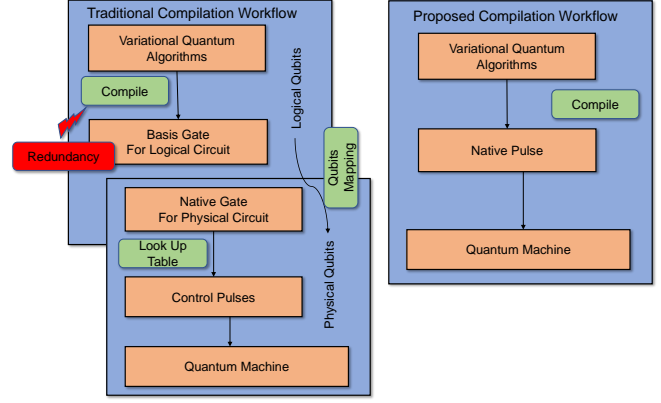 Traditional Compilation Workflow
Variational Quantum
Algorithms
Compile
Redundancy
Basis Gate
For Logical Circuit
Logical Qubits
Qubits
Mapping
Native Gate
For Physical Circuit
Look Up
Table
Control Pulses
Physical Qubits
Quantum Machine
Proposed Compilation Workflow
Variational Quantum
Algorithms
Compile
Native Pulse
Quantum Machine